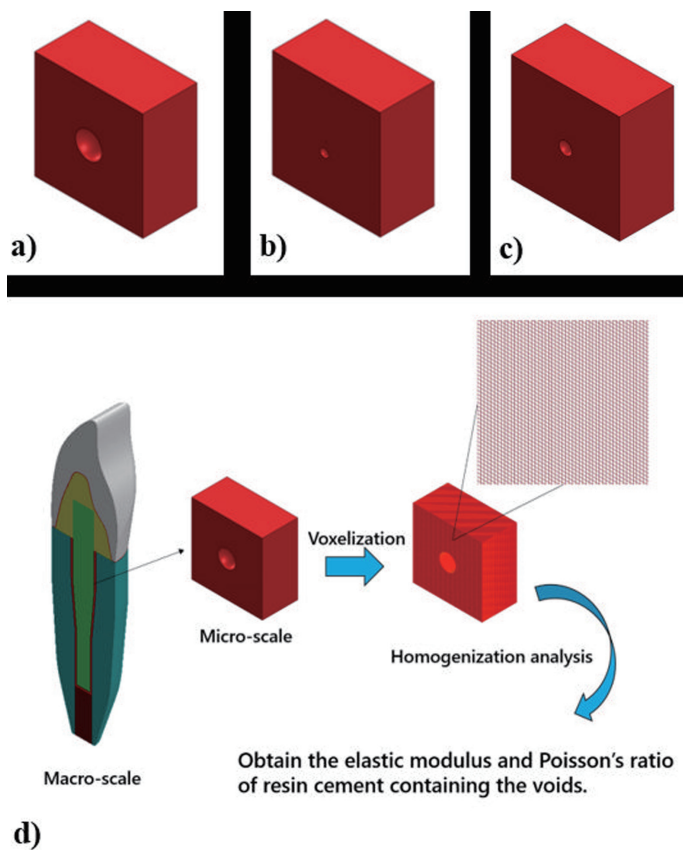 a)
b)
c)
Voxelization
Micro-scale
Homogenization analysis
Macro-scale
Obtain the elastic modulus and Poisson's ratio
of resin cement containing the voids.
d)